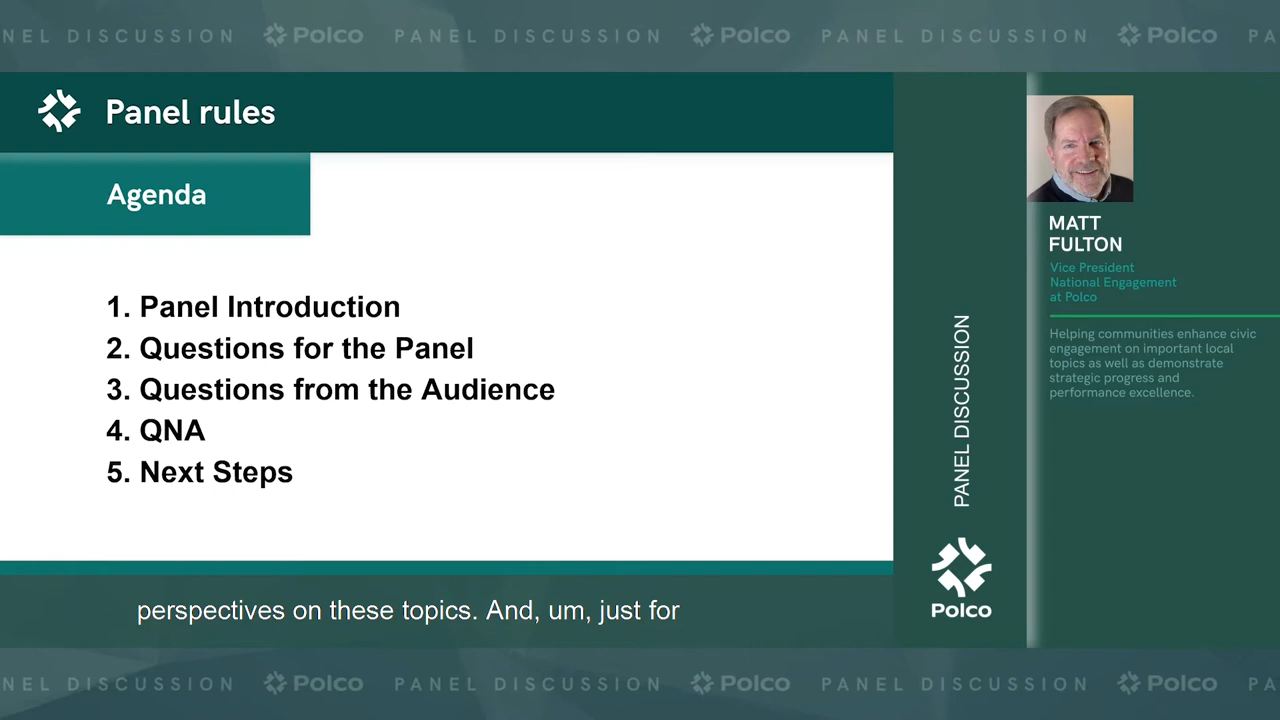 NEL DISCUSSION Polco PANEL DISCUSSION Polco PANEL DISCUSSION Polco PA
Panel rules
Agenda
1. Panel Introduction
2. Questions for the Panel
3. Questions from the Audience
4. QNA
5. Next Steps
perspectives on these topics. And, um, just for
PANEL DISCUSSION
Polco
MATT
FULTON
Vice President
National Engagement
at Polco
Helping communities enhance civic
engagement on important local
topics as well as demonstrate
strategic progress and
performance excellence.
NEL DISCUSSION Polco PANEL DISCUSSION Polco PANEL DISCUSSION Polco PA